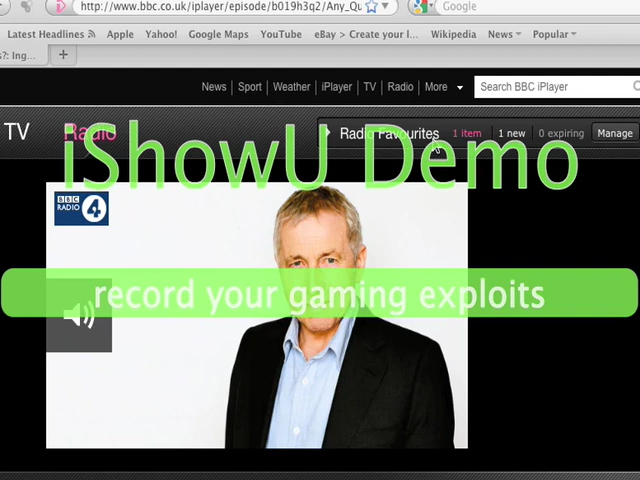 http://www.bbc.co.uk/iplayer/episode/b019h3q2/Any_Qu
Google
Latest Headlines Apple Yahoo! Google Maps YouTube eBay > Create your l... Wikipedia News Popular
s?: Ing... +
News Sport Weather iPlayer TV Radio More Search BBC iPlayer
TV Radio Radio Favourites 1 item 1 new 0 expiring Manage
iShowU Demo
BBC
RADIO 4
record your gaming exploits